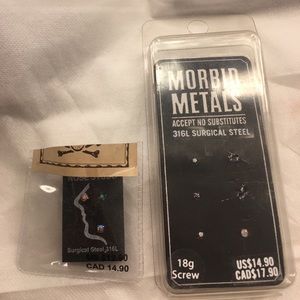 MORBID
METALS
ACCEPT NO SUBSTITUTES
316L SURGICAL STEEL
18g
Screw
US$14.90
CAD$17.90
Surgical Steel 316L
CAD 14.90